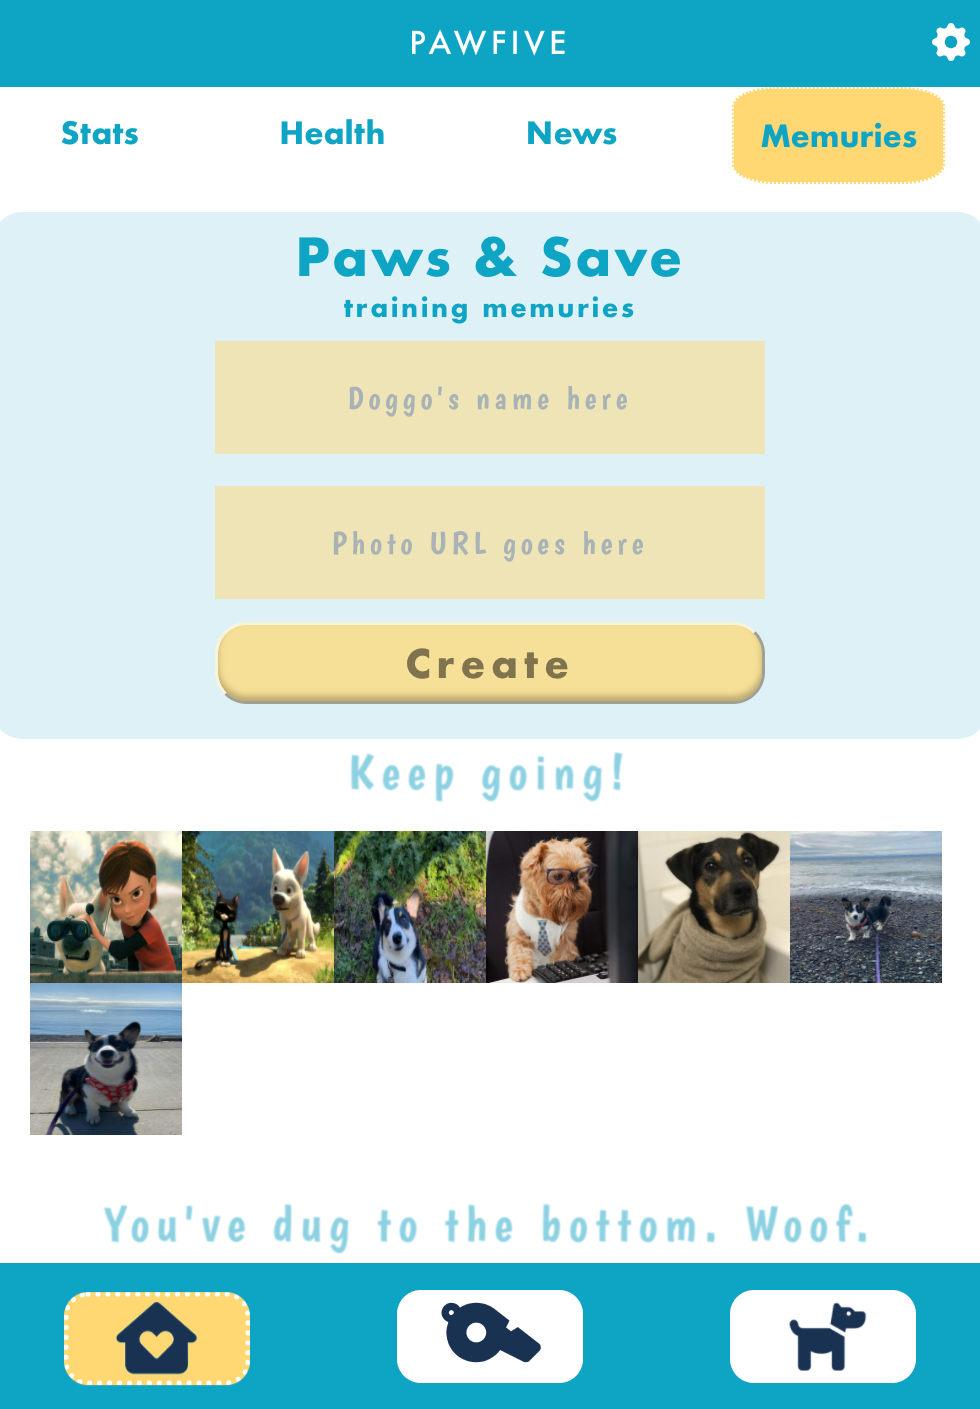 PAWFIVE
Stats Health News Memuries
Paws & Save
training memuries
Doggo's name here
Photo URL goes here
Create
Keep going!
You've dug to the bottom. Woof.